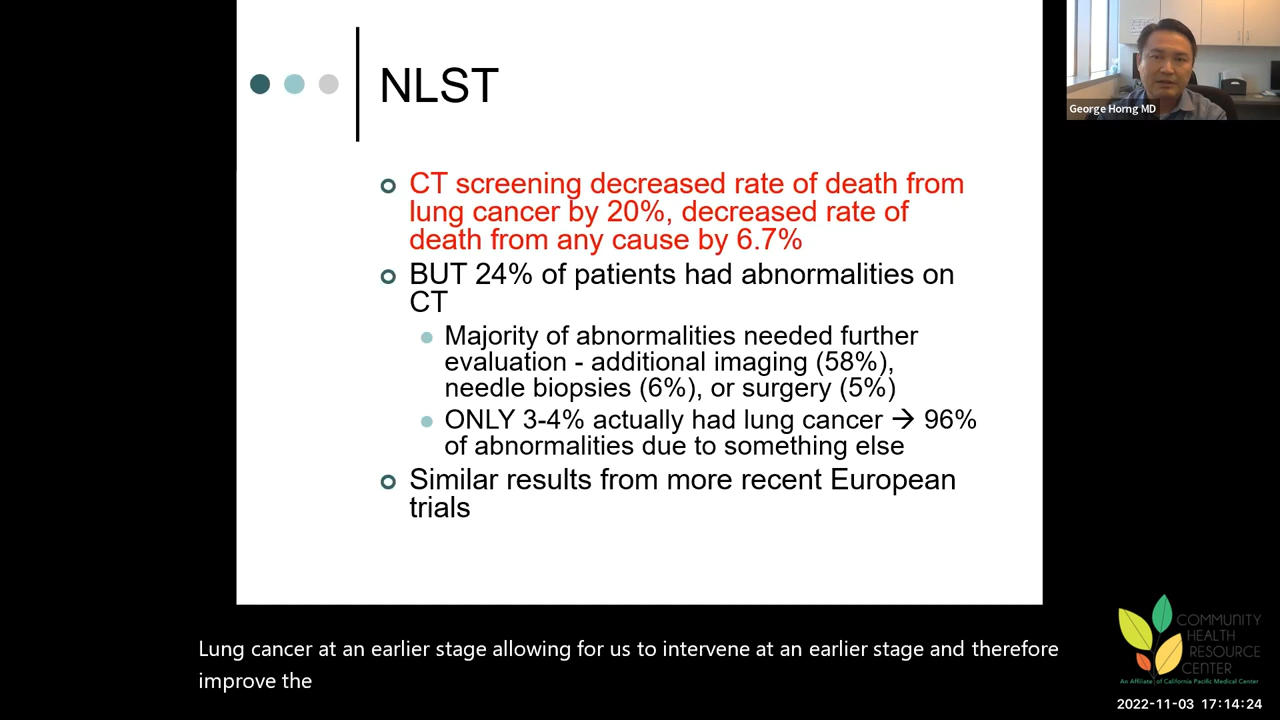 NLST
CT screening decreased rate of death from
lung cancer by 20%, decreased rate of
death from any cause by 6.7%
BUT 24% of patients had abnormalities on
CT
Majority of abnormalities needed further
evaluation - additional imaging (58%),
needle biopsies (6%), or surgery (5%)
ONLY 3-4% actually had lung cancer → 96%
of abnormalities due to something else
Similar results from more recent European
trials
George Horng MD
Lung cancer at an earlier stage allowing for us to intervene at an earlier stage and therefore
improve the
COMMUNITY
HEALTH
RESOURCE
CENTER
An Affiliate of California Pacific Medical Center
2022-11-03 17:14:24